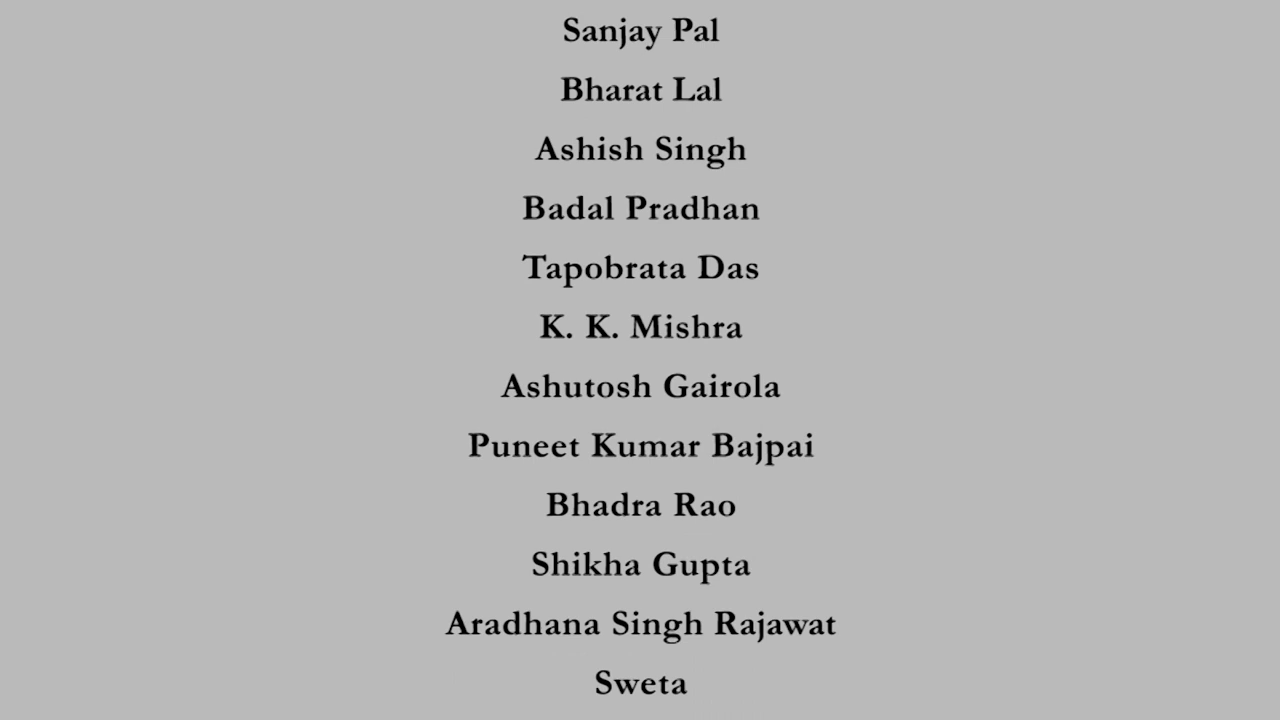 Sanjay Pal
Bharat Lal
Ashish Singh
Badal Pradhan
Tapobrata Das
K. K. Mishra
Ashutosh Gairola
Puneet Kumar Bajpai
Bhadra Rao
Shikha Gupta
Aradhana Singh Rajawat
Sweta